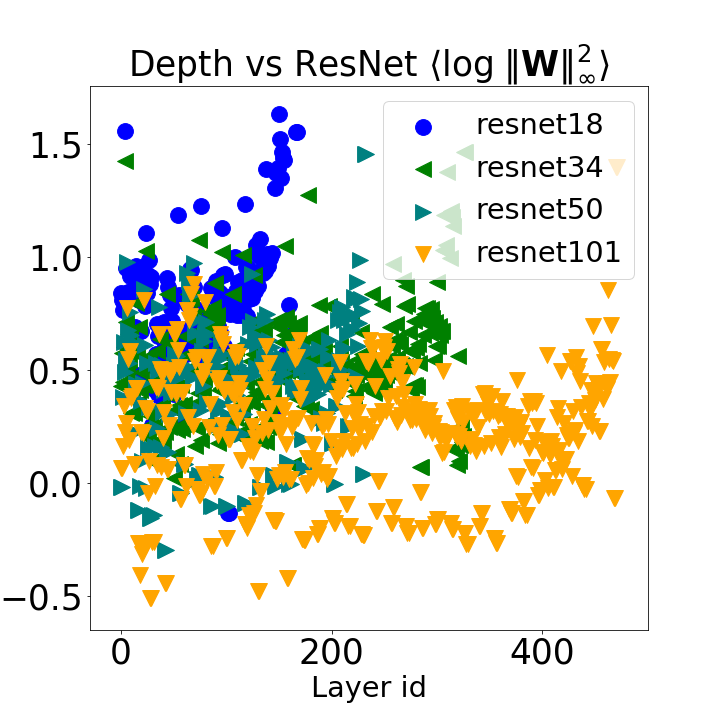 Depth vs ResNet ⟨log ‖W‖²∞⟩
resnet18
resnet34
resnet50
resnet101
1.5
1.0
0.5
0.0
−0.5
0 200 400
Layer id